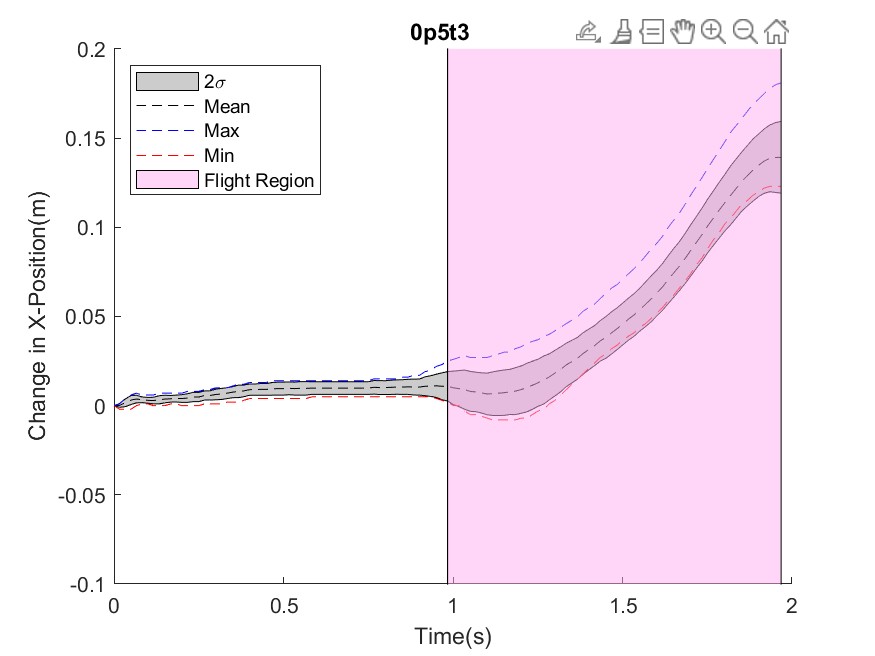 0p5t3
0.2
0.15
0.1
0.05
0
-0.05
-0.1
Change in X-Position(m)
2σ
Mean
Max
Min
Flight Region
0
0.5
1
1.5
2
Time(s)